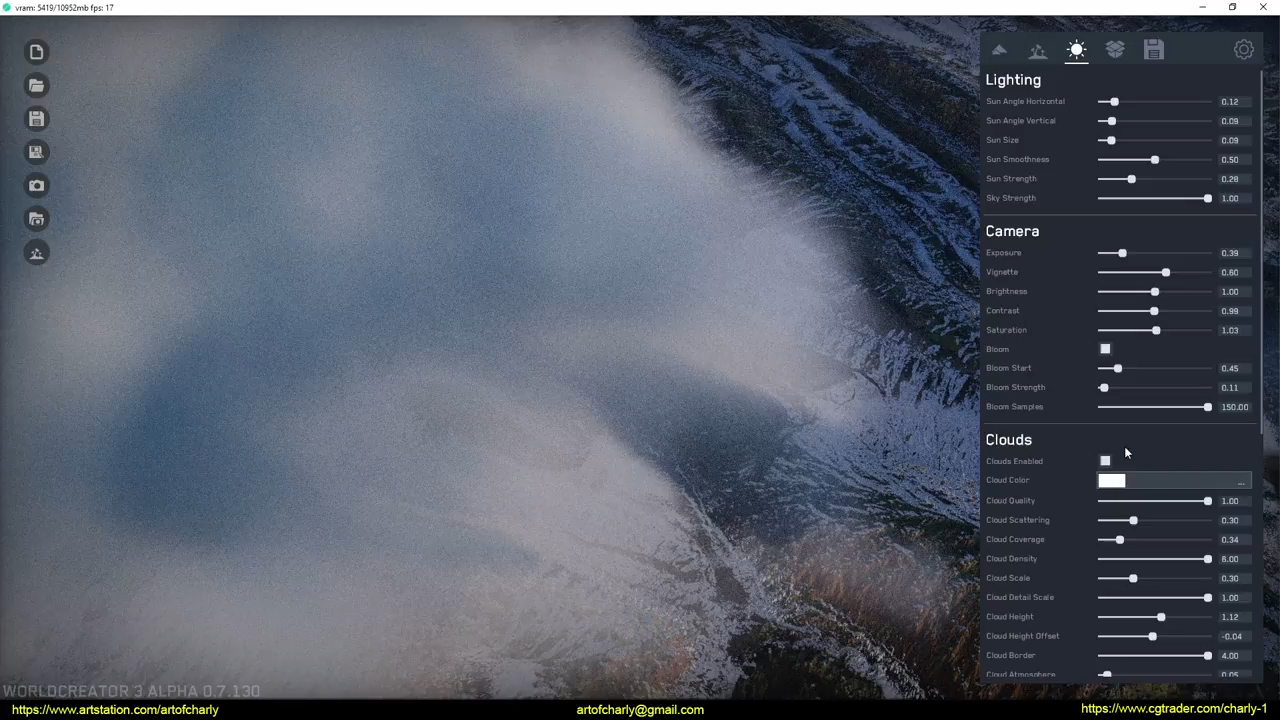 vram: 5419/10952mb fps: 17
Lighting
Sun Angle Horizontal 0.12
Sun Angle Vertical 0.09
Sun Size 0.09
Sun Smoothness 0.50
Sun Strength 0.28
Sky Strength 1.00
Camera
Exposure 0.39
Vignette 0.60
Brightness 1.00
Contrast 0.99
Saturation 1.03
Bloom
Bloom Start 0.45
Bloom Strength 0.11
Bloom Samples 150.00
Clouds
Clouds Enabled
Cloud Color ...
Cloud Quality 1.00
Cloud Scattering 0.30
Cloud Coverage 0.34
Cloud Density 6.00
Cloud Scale 0.30
Cloud Detail Scale 1.00
Cloud Height 1.12
Cloud Height Offset -0.04
Cloud Border 4.00
Cloud Atmosphere 0.05
WORLDCREATOR 3 ALPHA 0.7.130
https://www.artstation.com/artofcharly artofcharly@gmail.com https://www.cgtrader.com/charly-1